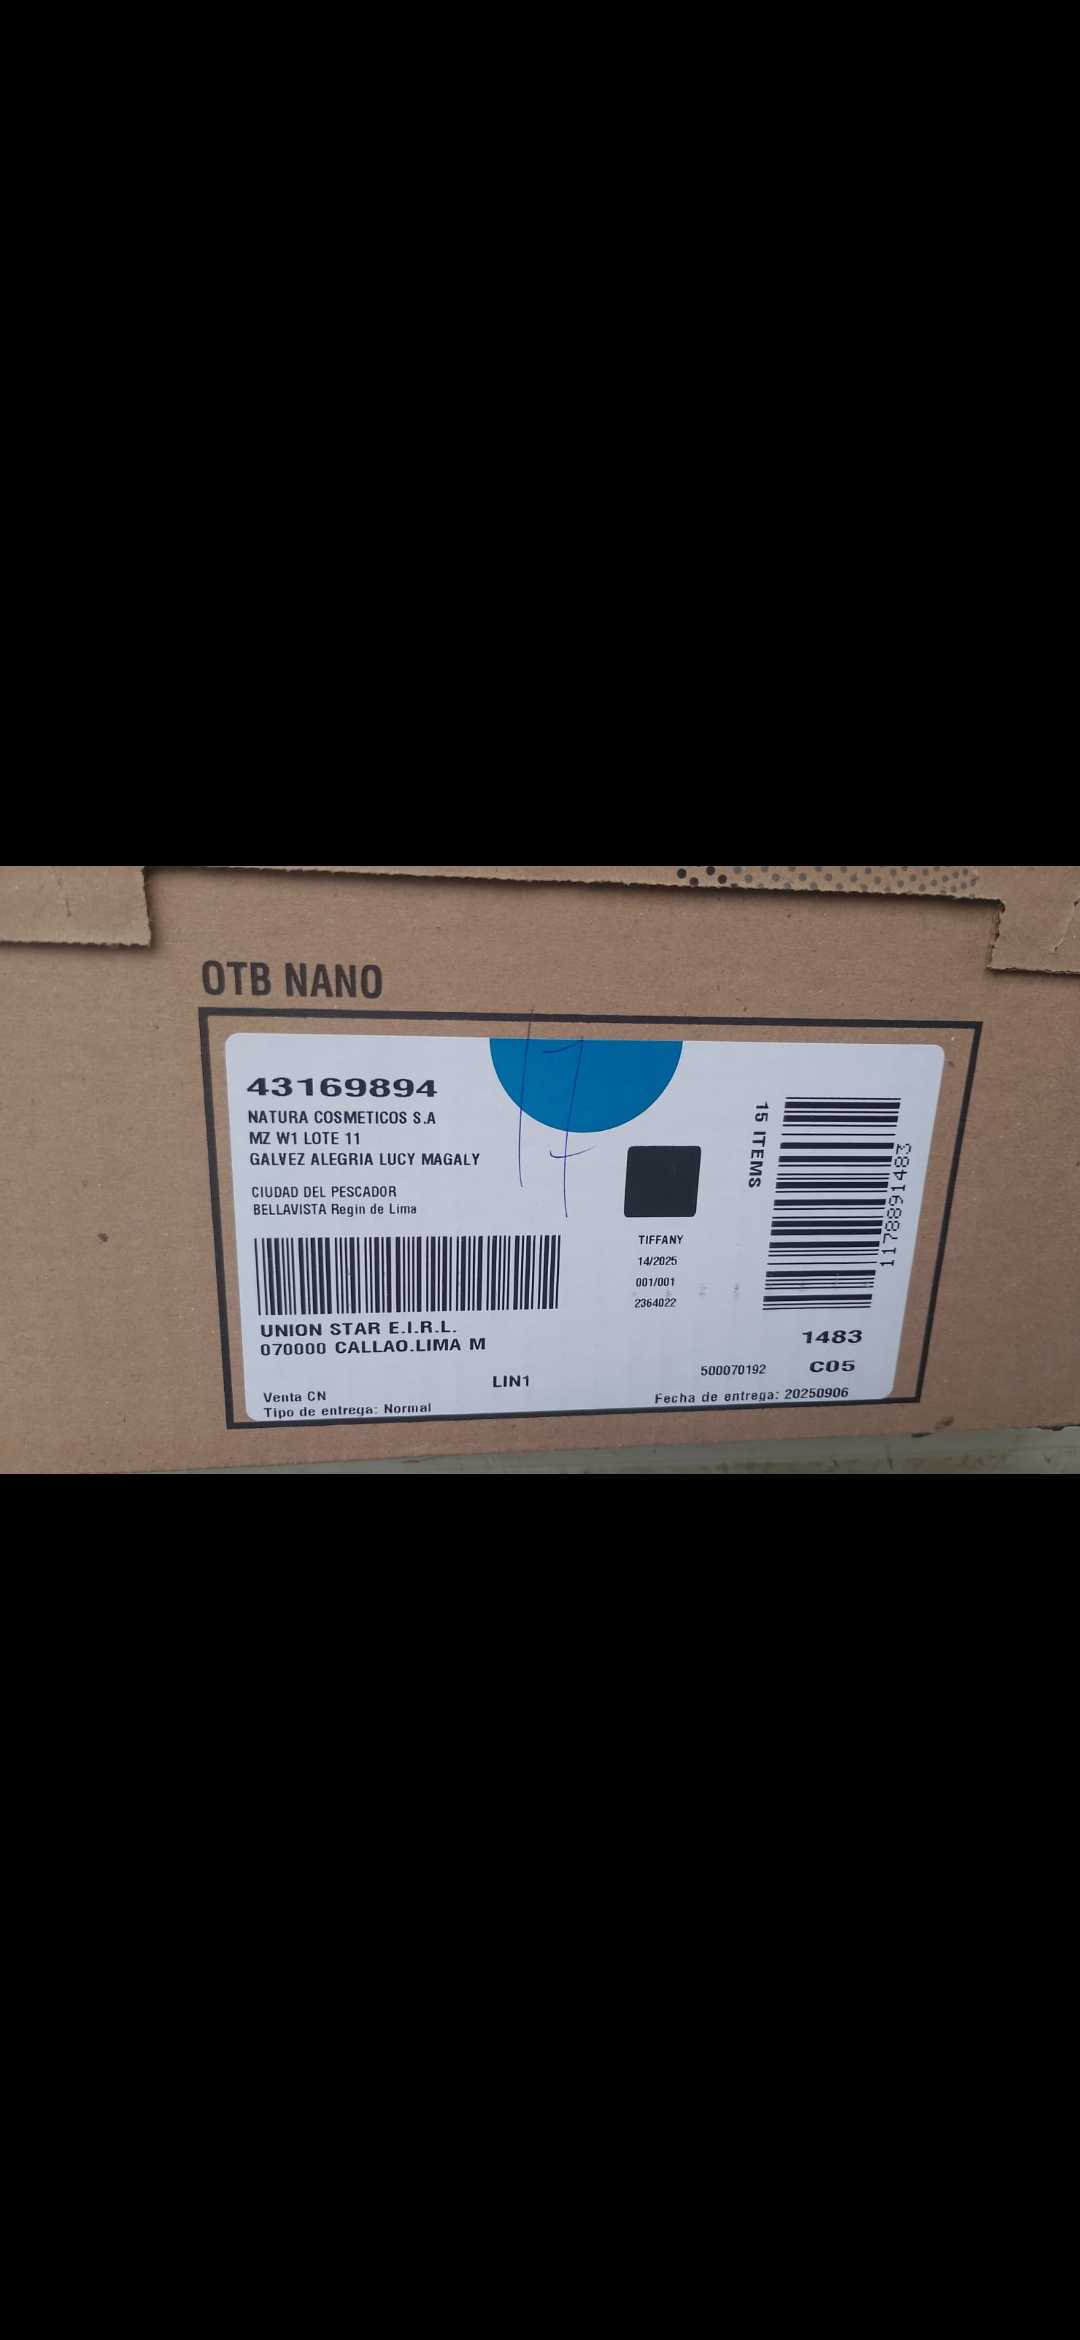 OTB NANO
43169894
NATURA COSMETICOS S.A
MZ W1 LOTE 11
GALVEZ ALEGRIA LUCY MAGALY
CIUDAD DEL PESCADOR
BELLAVISTA Regin de Lima
UNION STAR E.I.R.L.
070000 CALLAO.LIMA M
LIN1
Venta CN
Tipo de entrega: Normal
17
TIFFANY
14/2025
001/001
2364022
15 ITEMS
1178891483
1483
500070192 C05
Fecha de entrega: 20250906